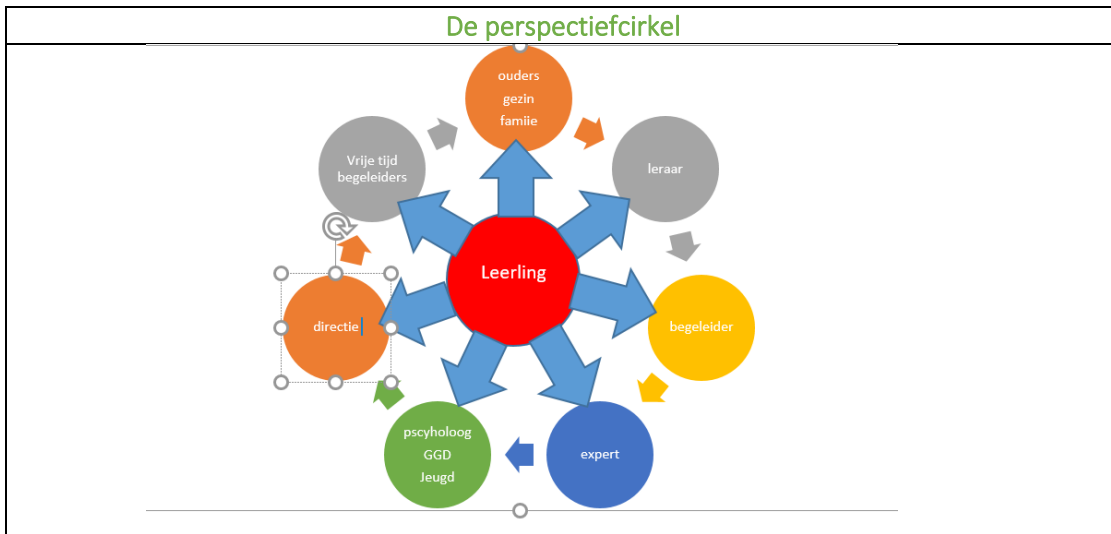 De perspectiefcirkel
ouders
gezin
famiie
leraar
begeleider
expert
pscyholoog
GGD
Jeugd
directie
Vrije tijd
begeleiders
Leerling